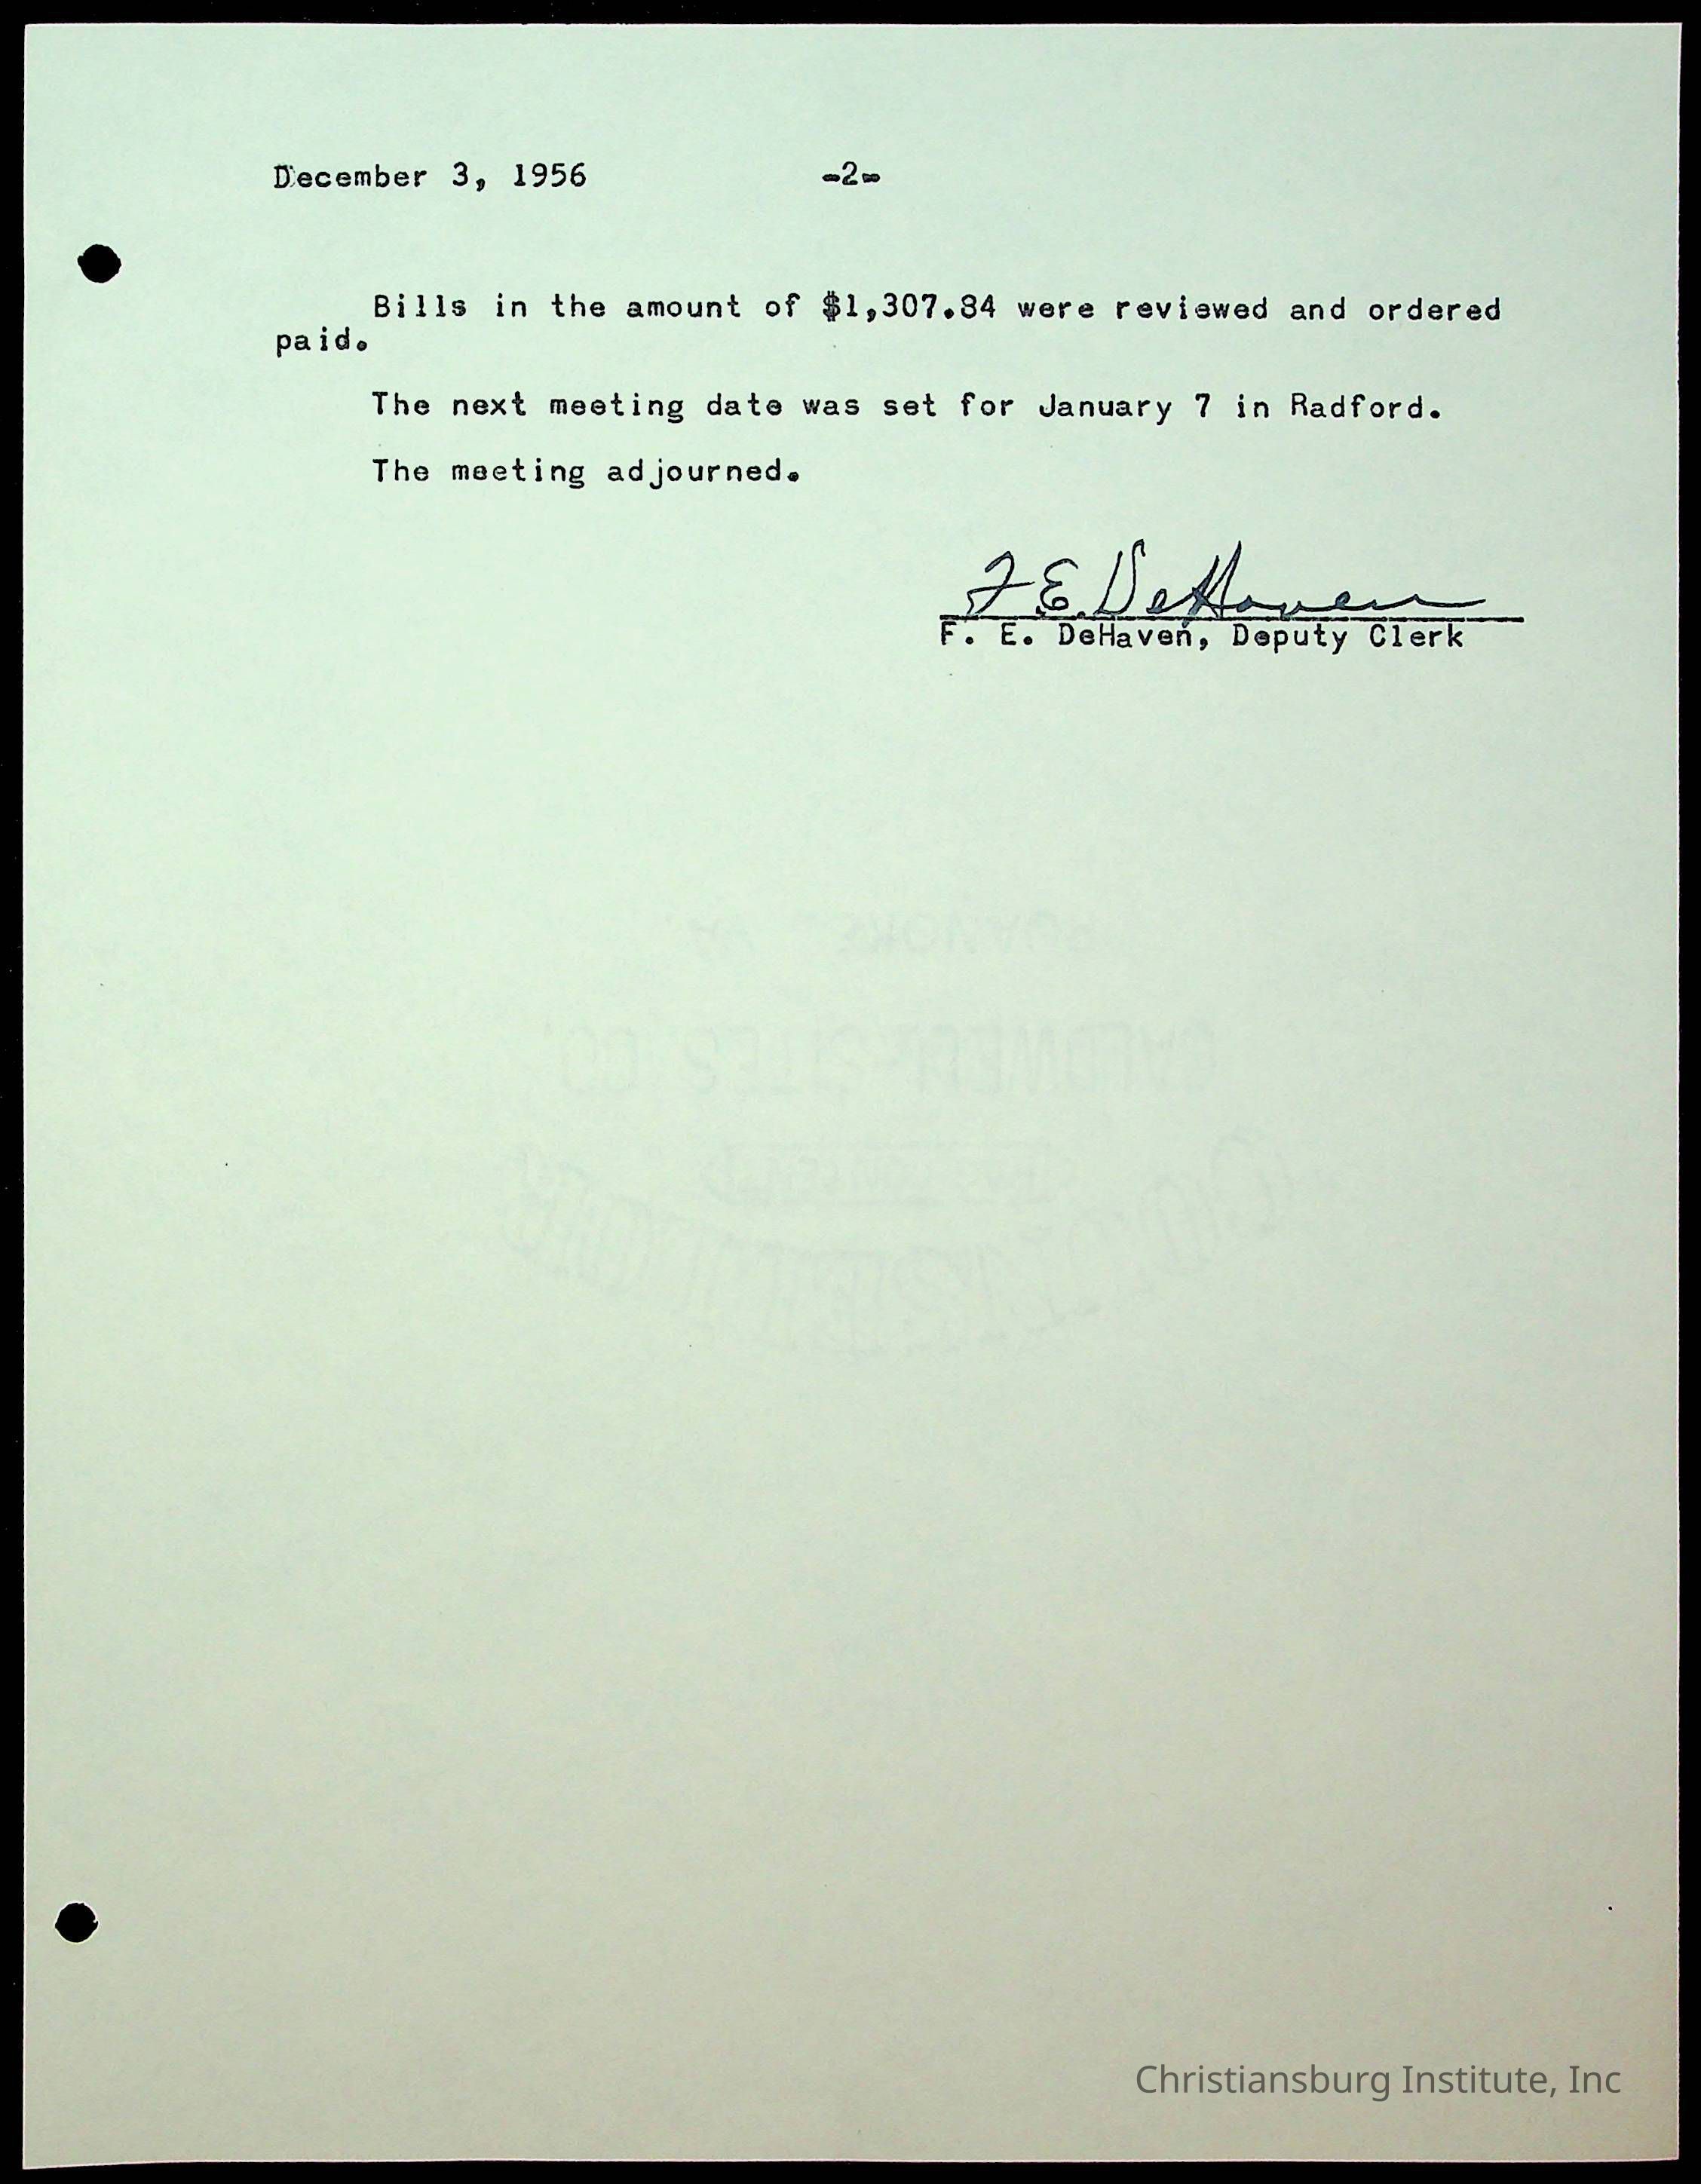 December 3, 1956 -2-
Bills in the amount of $1,307.84 were reviewed and ordered
paid.
The next meeting date was set for January 7 in Radford.
The meeting adjourned.
F. E. DeHaven
F. E. DeHaven, Deputy Clerk
Christiansburg Institute, Inc